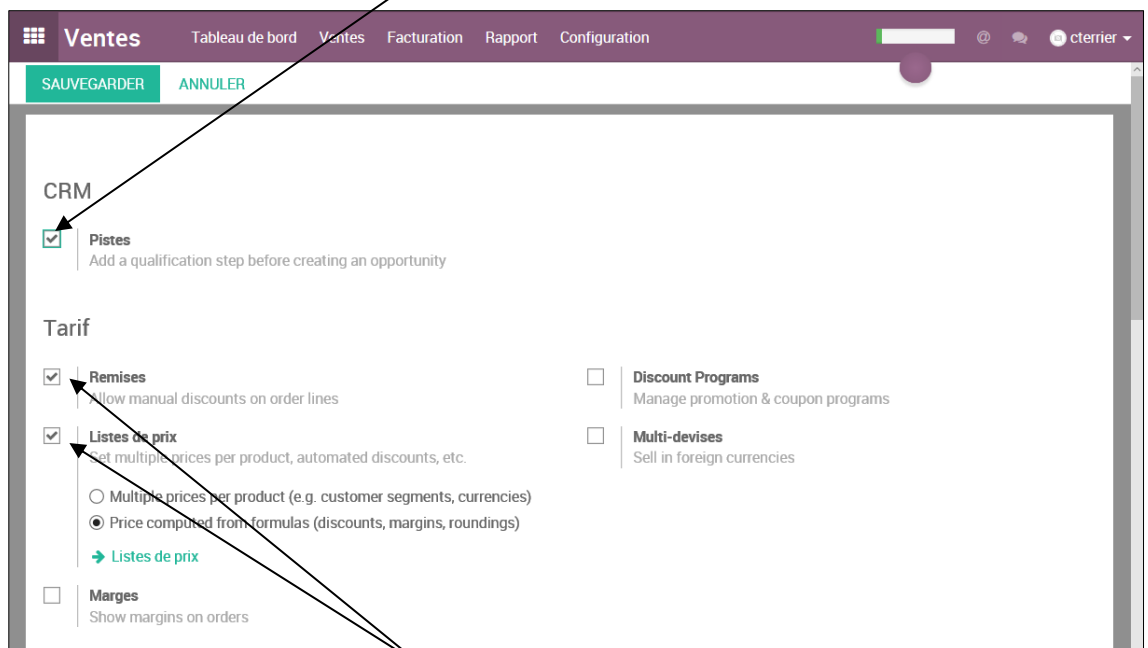 Ventes Tableau de bord Ventes Facturation Rapport Configuration @ cterrier
SAUVEGARDER ANNULER
CRM
Pistes
Add a qualification step before creating an opportunity
Tarif
Remises Discount Programs
Allow manual discounts on order lines Manage promotion & coupon programs
Listes de prix Multi-devises
Set multiple prices per product, automated discounts, etc. Sell in foreign currencies
Multiple prices per product (e.g. customer segments, currencies)
Price computed from formulas (discounts, margins, roundings)
Listes de prix
Marges
Show margins on orders